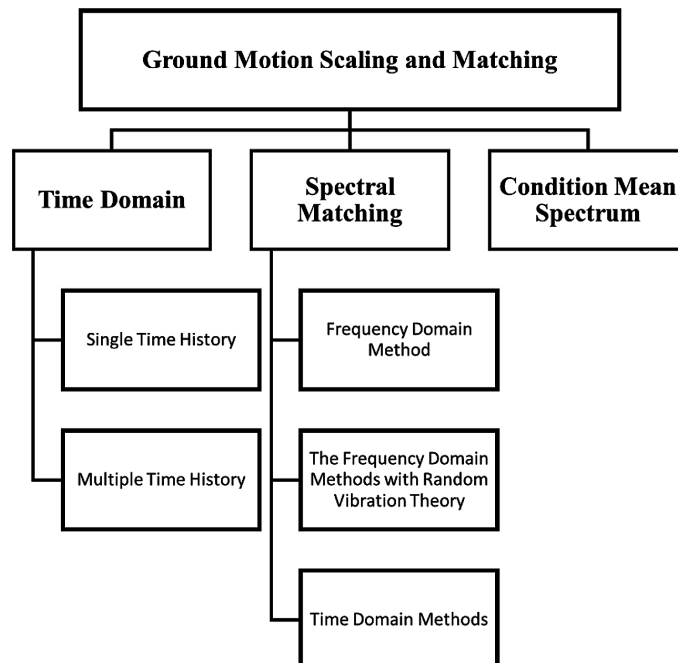 Ground Motion Scaling and Matching
Time Domain
Spectral
Matching
Condition Mean
Spectrum
Single Time History
Multiple Time History
Frequency Domain
Method
The Frequency Domain
Methods with Random
Vibration Theory
Time Domain Methods